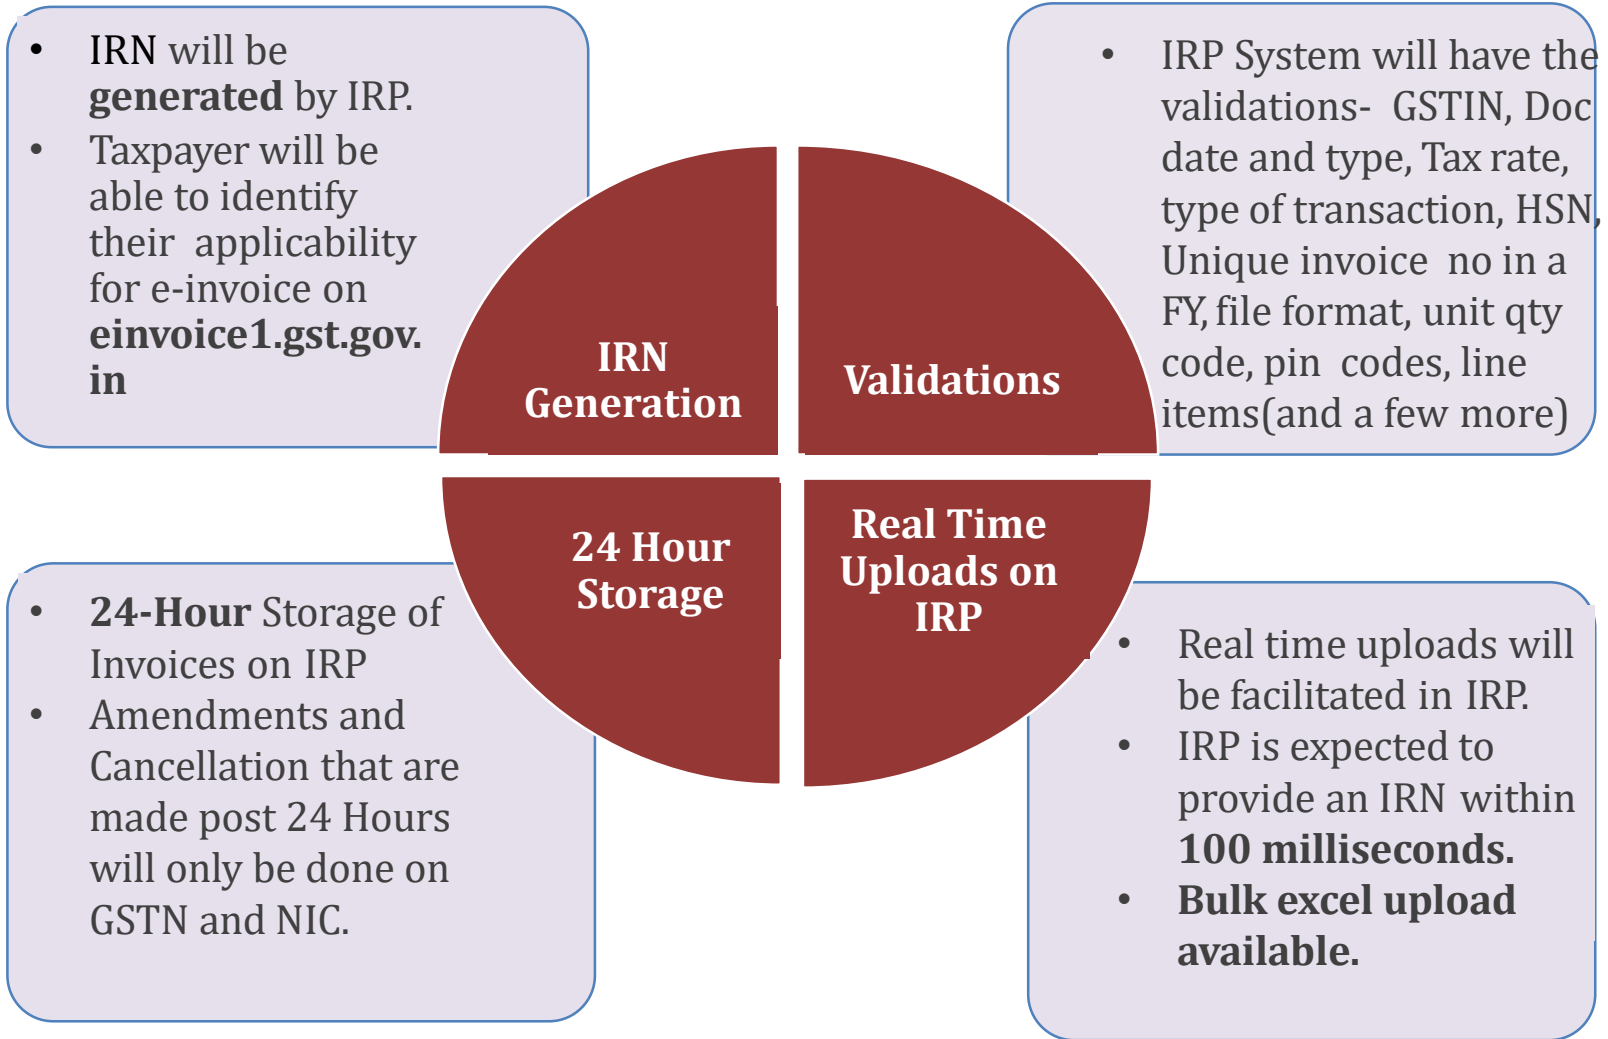 • IRN will be
generated by IRP.
• Taxpayer will be
able to identify
their applicability
for e-invoice on
einvoice1.gst.gov.
in
• IRP System will have the
validations- GSTIN, Doc
date and type, Tax rate,
type of transaction, HSN,
Unique invoice no in a
FY, file format, unit qty
code, pin codes, line
items(and a few more)
IRN
Generation
Validations
24 Hour
Storage
Real Time
Uploads on
IRP
• 24-Hour Storage of
Invoices on IRP
• Amendments and
Cancellation that are
made post 24 Hours
will only be done on
GSTN and NIC.
• Real time uploads will
be facilitated in IRP.
• IRP is expected to
provide an IRN within
100 milliseconds.
• Bulk excel upload
available.